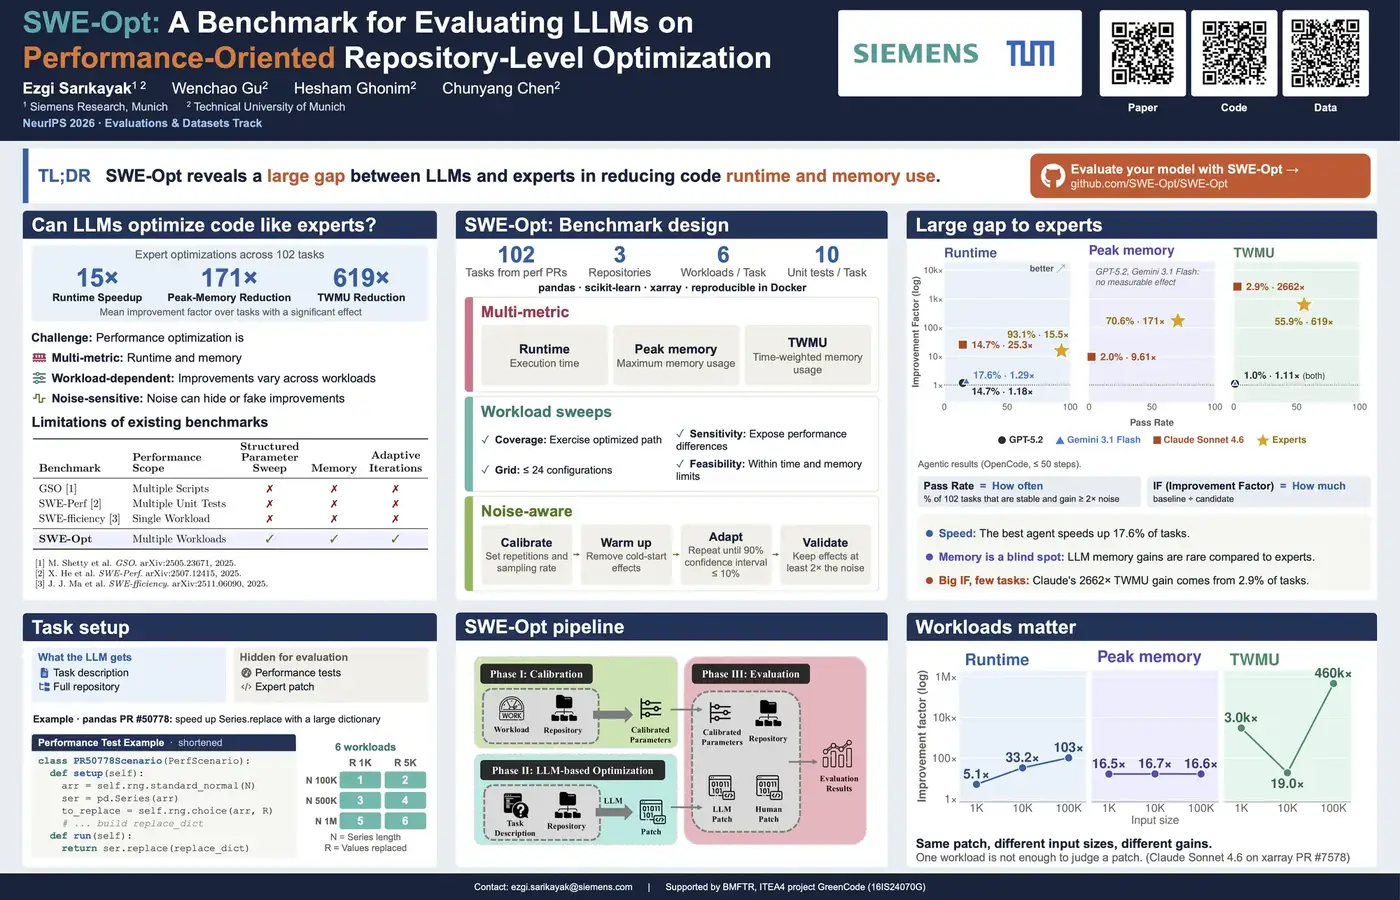 SWE-Opt: A Benchmark for Evaluating LLMs on
Performance-Oriented Repository-Level Optimization
Ezgi Sarıkayak¹ ² Wenchao Gu² Hesham Ghonim² Chunyang Chen²
¹ Siemens Research, Munich ² Technical University of Munich
NeurIPS 2026 · Evaluations & Datasets Track
SIEMENS TUM
Paper Code Data
TL;DR SWE-Opt reveals a large gap between LLMs and experts in reducing code runtime and memory use.
Evaluate your model with SWE-Opt →
github.com/SWE-Opt/SWE-Opt
Can LLMs optimize code like experts?
Expert optimizations across 102 tasks
15× 171× 619×
Runtime Speedup Peak-Memory Reduction TWMU Reduction
Mean improvement factor over tasks with a significant effect
Challenge: Performance optimization is
Multi-metric: Runtime and memory
Workload-dependent: Improvements vary across workloads
Noise-sensitive: Noise can hide or fake improvements
Limitations of existing benchmarks
Benchmark Performance Scope Structured Parameter Sweep Memory Adaptive Iterations
GSO [1] Multiple Scripts ✗ ✗ ✗
SWE-Perf [2] Multiple Unit Tests ✗ ✗ ✗
SWE-fficiency [3] Single Workload ✗ ✗ ✗
SWE-Opt Multiple Workloads ✓ ✓ ✓
[1] M. Shetty et al. GSO. arXiv:2505.23671, 2025.
[2] X. He et al. SWE-Perf. arXiv:2507.12415, 2025.
[3] J. J. Ma et al. SWE-fficiency. arXiv:2511.06090, 2025.
SWE-Opt: Benchmark design
102 3 6 10
Tasks from perf PRs Repositories Workloads / Task Unit tests / Task
pandas · scikit-learn · xarray · reproducible in Docker
Multi-metric
Runtime
Execution time
Peak memory
Maximum memory usage
TWMU
Time-weighted memory
usage
Workload sweeps
✓ Coverage: Exercise optimized path
✓ Sensitivity: Expose performance
differences
✓ Grid: ≤ 24 configurations
✓ Feasibility: Within time and memory
limits
Noise-aware
Calibrate
Set repetitions and
sampling rate
→
Warm up
Remove cold-start
effects
→
Adapt
Repeat until 90%
confidence interval
≤ 10%
→
Validate
Keep effects at
least 2× the noise
Large gap to experts
Runtime Peak memory TWMU
Improvement Factor (log)
10k×
1k×
100×
10×
1×
better ↗
93.1% · 15.5×
14.7% · 25.3×
17.6% · 1.29×
14.7% · 1.18×
GPT-5.2, Gemini 3.1 Flash:
no measurable effect
70.6% · 171×
2.0% · 9.61×
2.9% · 2662×
55.9% · 619×
1.0% · 1.11× (both)
0 50 100 0 50 100 0 50 100
Pass Rate
GPT-5.2 Gemini 3.1 Flash Claude Sonnet 4.6 Experts
Agentic results (OpenCode, ≤ 50 steps).
Pass Rate = How often
% of 102 tasks that are stable and gain ≥ 2× noise
IF (Improvement Factor) = How much
baseline ÷ candidate
Speed: The best agent speeds up 17.6% of tasks.
Memory is a blind spot: LLM memory gains are rare compared to experts.
Big IF, few tasks: Claude's 2662× TWMU gain comes from 2.9% of tasks.
Task setup
What the LLM gets
Task description
Full repository
Hidden for evaluation
Performance tests
Expert patch
Example · pandas PR #50778: speed up Series.replace with a large dictionary
Performance Test Example · shortened
class PR50778Scenario(PerfScenario):
def setup(self):
arr = self.rng.standard_normal(N)
ser = pd.Series(arr)
to_replace = self.rng.choice(arr, R)
# ... build replace_dict
def run(self):
return ser.replace(replace_dict)
6 workloads
R 1K R 5K
N 100K 1 2
N 500K 3 4
N 1M 5 6
N = Series length
R = Values replaced
SWE-Opt pipeline
Phase I: Calibration
WORK
Workload Repository Calibrated Parameters
Phase II: LLM-based Optimization
Task Description Repository LLM Patch
Phase III: Evaluation
Calibrated Parameters Repository
LLM Patch Human Patch
Evaluation Results
Workloads matter
Runtime Peak memory TWMU
Improvement factor (log)
1M×
10k×
100×
1×
5.1× 33.2× 103×
16.5× 16.7× 16.6×
3.0k× 19.0× 460k×
1K 10K 100K 1K 10K 100K 1K 10K 100K
Input size
Same patch, different input sizes, different gains.
One workload is not enough to judge a patch. (Claude Sonnet 4.6 on xarray PR #7578)
Contact: ezgi.sarikayak@siemens.com | Supported by BMFTR, ITEA4 project GreenCode (16IS24070G)